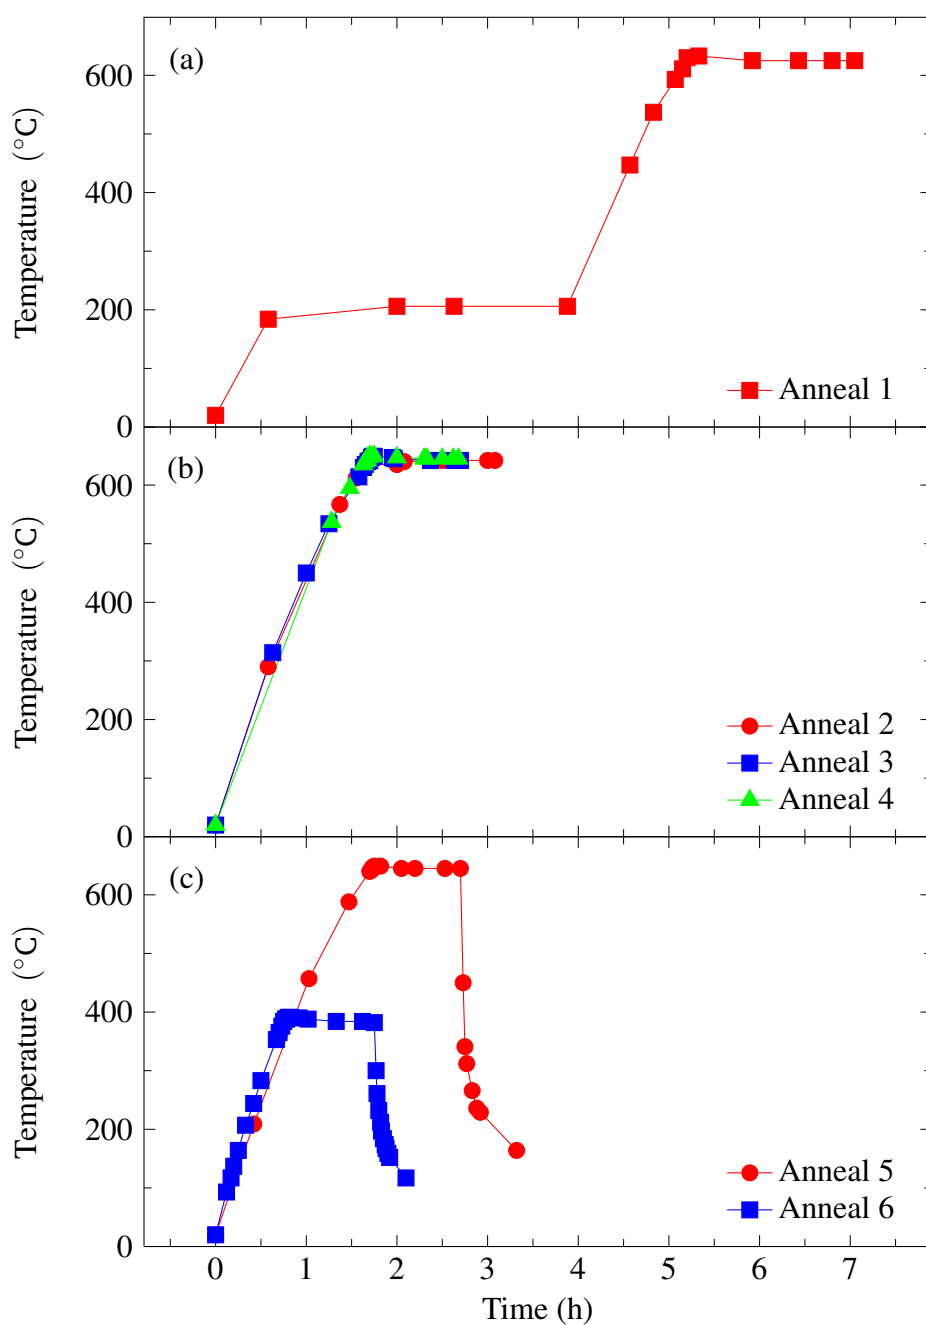 (a)
600
400
200
0
Temperature (°C)
Anneal 1
(b)
600
400
200
0
Temperature (°C)
Anneal 2
Anneal 3
Anneal 4
(c)
600
400
200
0
Temperature (°C)
Anneal 5
Anneal 6
0 1 2 3 4 5 6 7
Time (h)